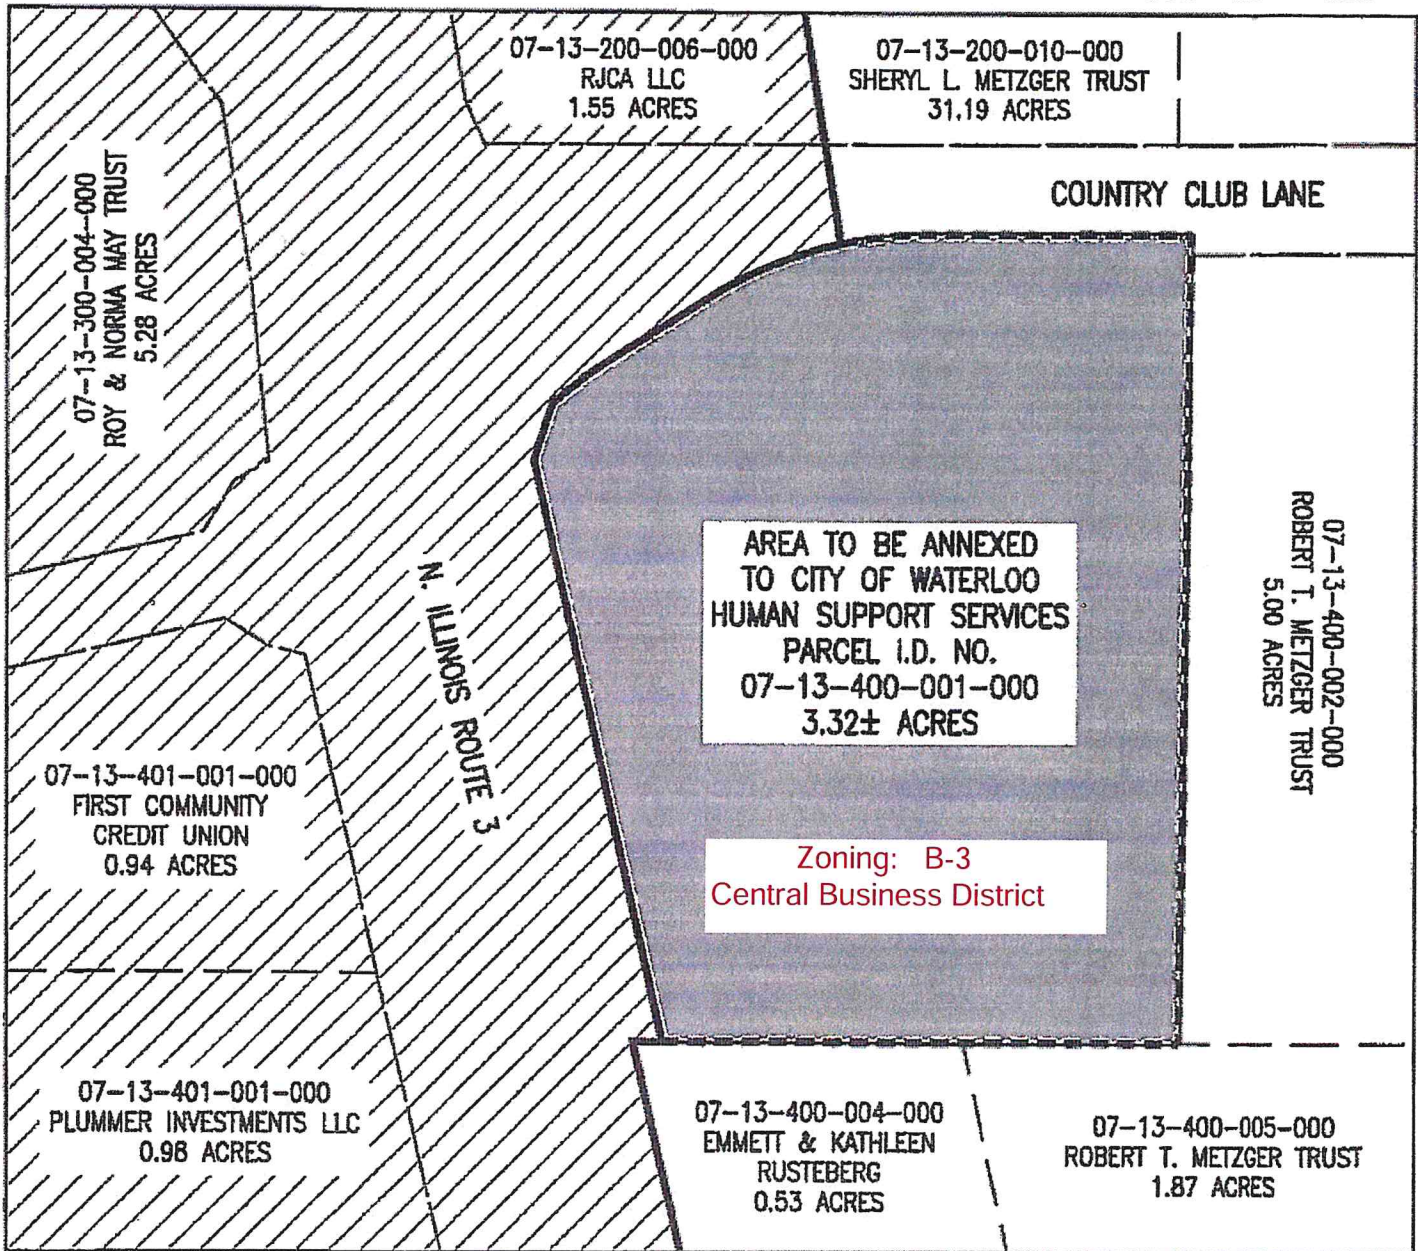 07-13-200-006-000
RJCA LLC
1.55 ACRES
07-13-200-010-000
SHERYL L. METZGER TRUST
31.19 ACRES
COUNTRY CLUB LANE
07-13-300-004-000
ROY & NORMA MAY TRUST
5.28 ACRES
N. ILLINOIS ROUTE 3
AREA TO BE ANNEXED
TO CITY OF WATERLOO
HUMAN SUPPORT SERVICES
PARCEL I.D. NO.
07-13-400-001-000
3.32± ACRES
Zoning: B-3
Central Business District
07-13-400-002-000
ROBERT T. METZGER TRUST
5.00 ACRES
07-13-401-001-000
FIRST COMMUNITY
CREDIT UNION
0.94 ACRES
07-13-401-001-000
PLUMMER INVESTMENTS LLC
0.98 ACRES
07-13-400-004-000
EMMETT & KATHLEEN
RUSTEBERG
0.53 ACRES
07-13-400-005-000
ROBERT T. METZGER TRUST
1.87 ACRES